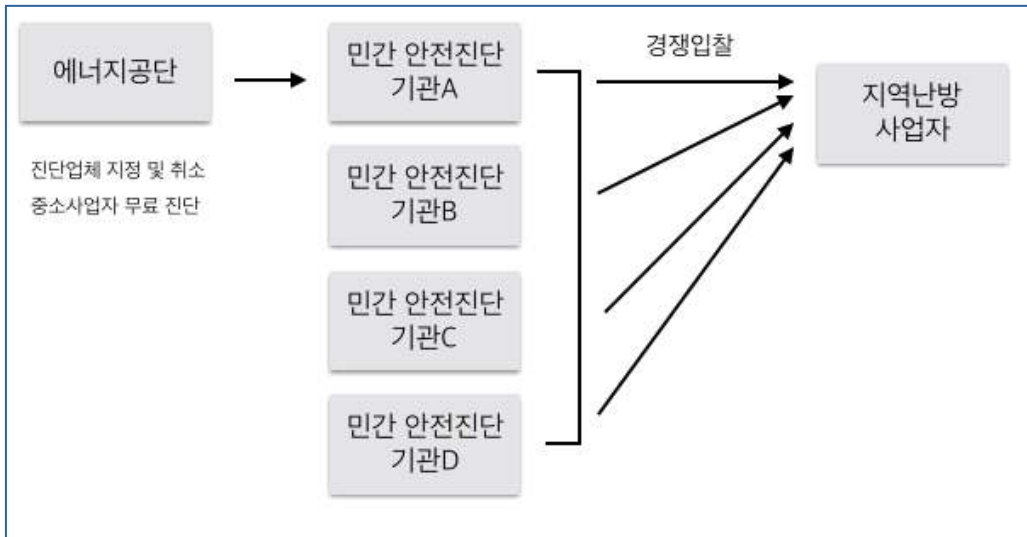 에너지공단
진단업체 지정 및 취소
중소사업자 무료 진단
민간 안전진단
기관A
민간 안전진단
기관B
민간 안전진단
기관C
민간 안전진단
기관D
경쟁입찰
지역난방
사업자